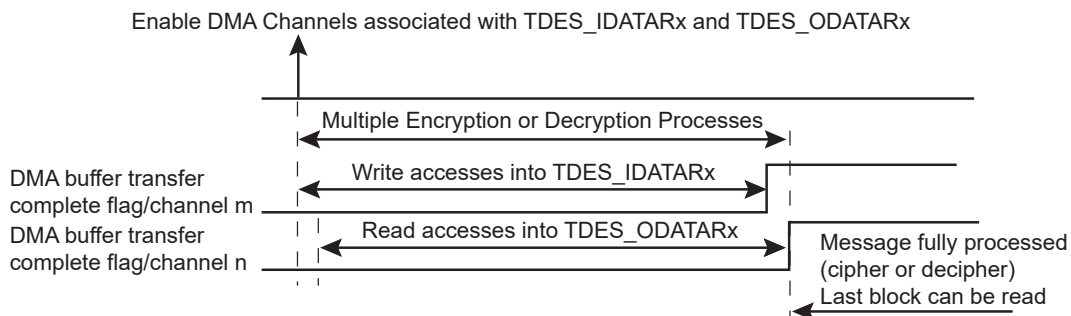 Enable DMA Channels associated with TDES_IDATARx and TDES_ODATARx
Multiple Encryption or Decryption Processes
Write accesses into TDES_IDATARx
DMA buffer transfer
complete flag/channel m
Read accesses into TDES_ODATARx
DMA buffer transfer
complete flag/channel n
Message fully processed
(cipher or decipher)
Last block can be read